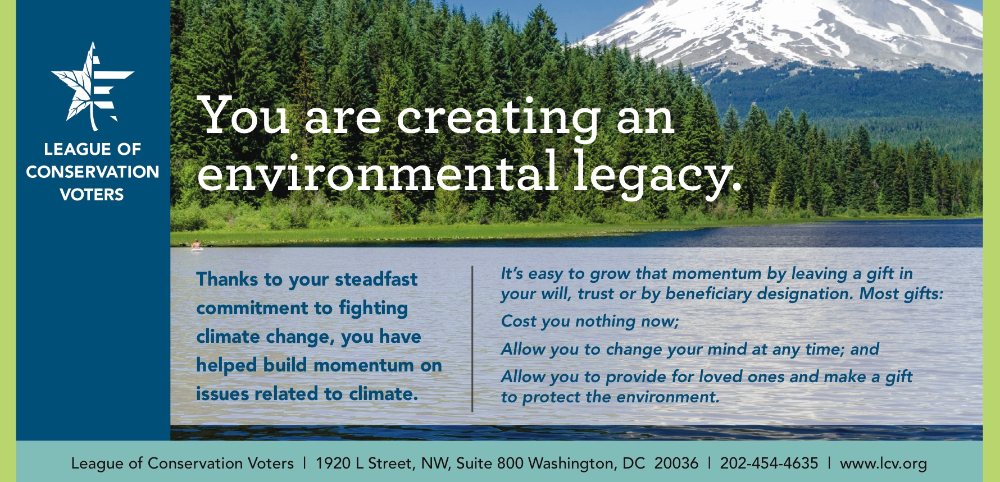 LEAGUE OF
CONSERVATION
VOTERS
You are creating an
environmental legacy.
Thanks to your steadfast
commitment to fighting
climate change, you have
helped build momentum on
issues related to climate.
It’s easy to grow that momentum by leaving a gift in
your will, trust or by beneficiary designation. Most gifts:
Cost you nothing now;
Allow you to change your mind at any time; and
Allow you to provide for loved ones and make a gift
to protect the environment.
League of Conservation Voters | 1920 L Street, NW, Suite 800 Washington, DC 20036 | 202-454-4635 | www.lcv.org